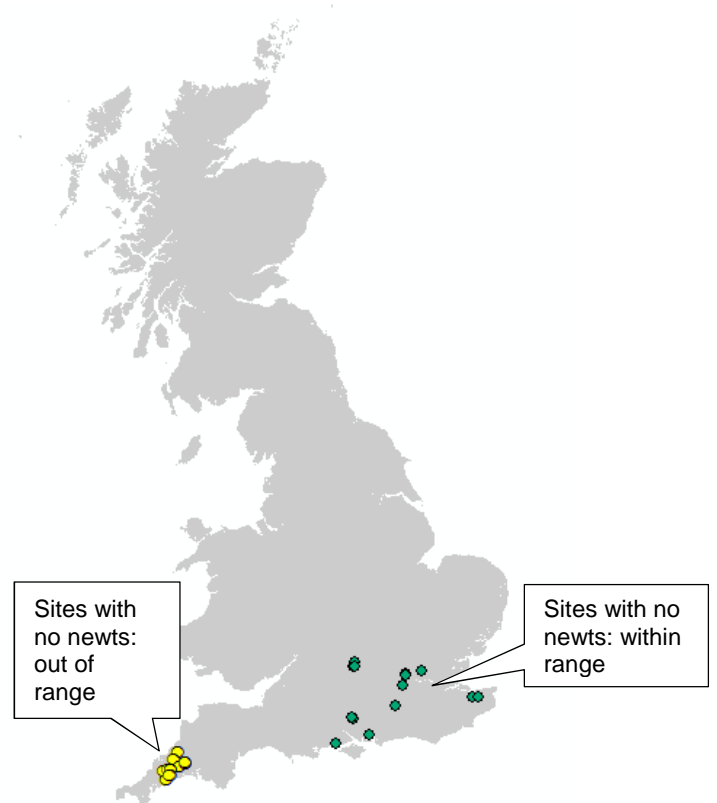 Sites with
no newts:
out of
range
Sites with no
newts: within
range